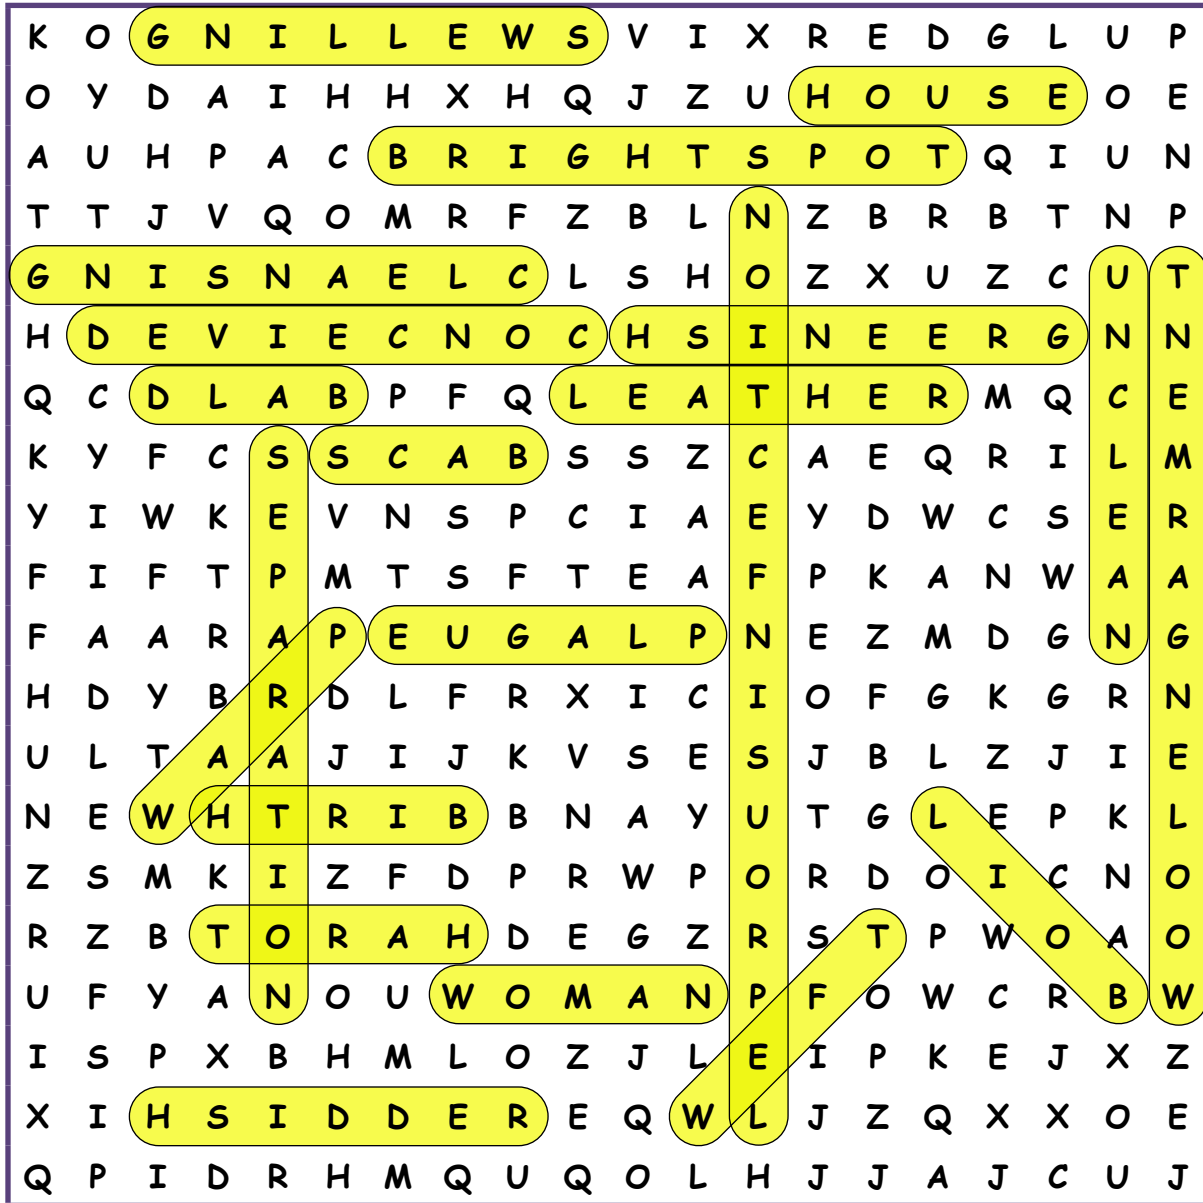 K O G N I L L E W S V I X R E D G L U P
O Y D A I H H X H Q J Z U H O U S E O E
A U H P A C B R I G H T S P O T Q I U N
T T J V Q O M R F Z B L N Z B R B T N P
G N I S N A E L C L S H O Z X U Z C U T
H D E V I E C N O C H S I N E E R G N N
Q C D L A B P F Q L E A T H E R M Q C E
K Y F C S S C A B S S Z C A E Q R I L M
Y I W K E V N S P C I A E Y D W C S E R
F I F T P M T S F T E A F P K A N W A A
F A A R A P E U G A L P N E Z M D G N G
H D Y B R D L F R X I C I O F G K G R N
U L T A A J I J K V S E S J B L Z J I E
N E W H T R I B B N A Y U T G L E P K L
Z S M K I Z F D P R W P O R D O I C N O
R Z B T O R A H D E G Z R S T P W O A O
U F Y A N O U W O M A N P F O W C R B W
I S P X B H M L O Z J L E I P K E J X Z
X I H S I D D E R E Q W L J Z Q X X O E
Q P I D R H M Q U Q O L H J J A J C U J